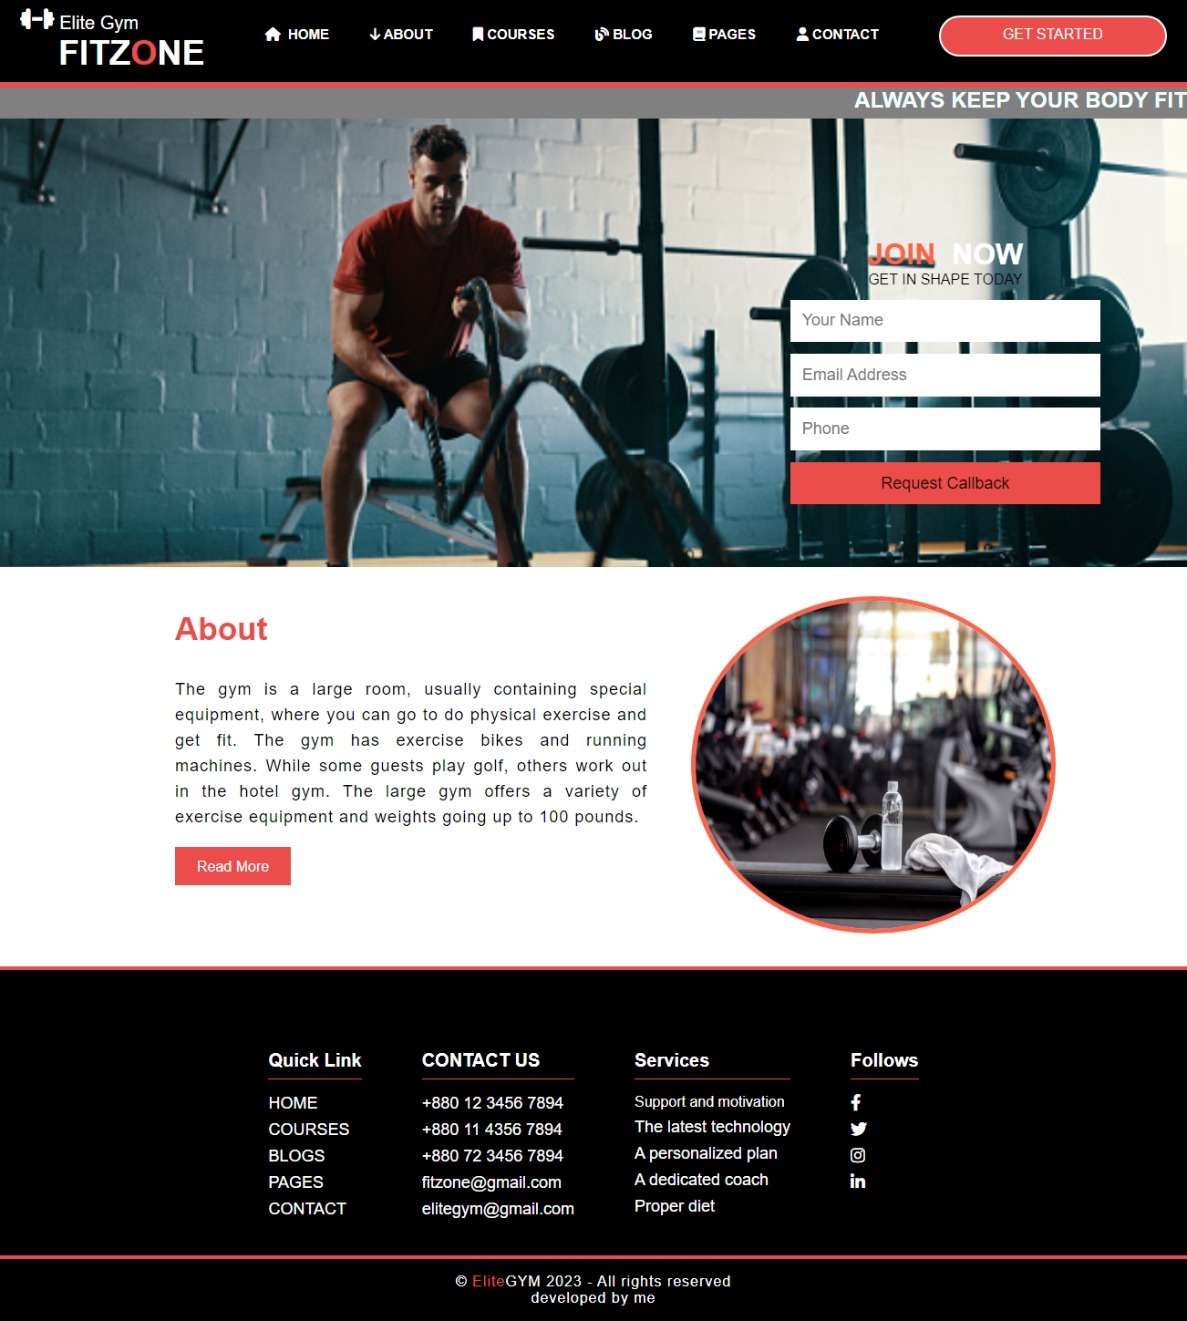 Elite Gym
FITZONE
HOME ABOUT COURSES BLOG PAGES CONTACT
GET STARTED
ALWAYS KEEP YOUR BODY FIT
JOIN NOW
GET IN SHAPE TODAY
Your Name
Email Address
Phone
Request Callback
About
The gym is a large room, usually containing special
equipment, where you can go to do physical exercise and
get fit. The gym has exercise bikes and running
machines. While some guests play golf, others work out
in the hotel gym. The large gym offers a variety of
exercise equipment and weights going up to 100 pounds.
Read More
Quick Link
HOME
COURSES
BLOGS
PAGES
CONTACT
CONTACT US
+880 12 3456 7894
+880 11 4356 7894
+880 72 3456 7894
fitzone@gmail.com
elitegym@gmail.com
Services
Support and motivation
The latest technology
A personalized plan
A dedicated coach
Proper diet
Follows
© EliteGYM 2023 - All rights reserved
developed by me